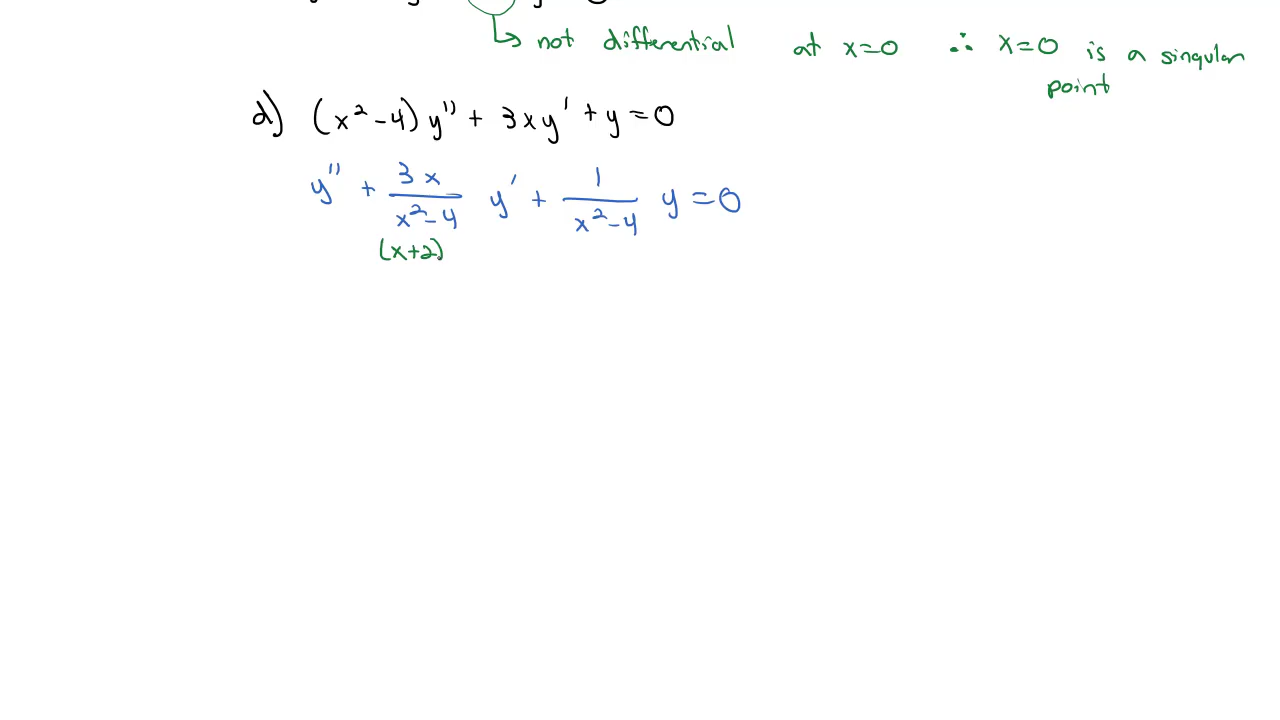 ↳ not differential at x=0 ∴ x=0 is a singular
point
d) (x² -4) y'' + 3xy' + y = 0
y'' + 3x/(x²-4) y' + 1/(x²-4) y = 0
(x+2)